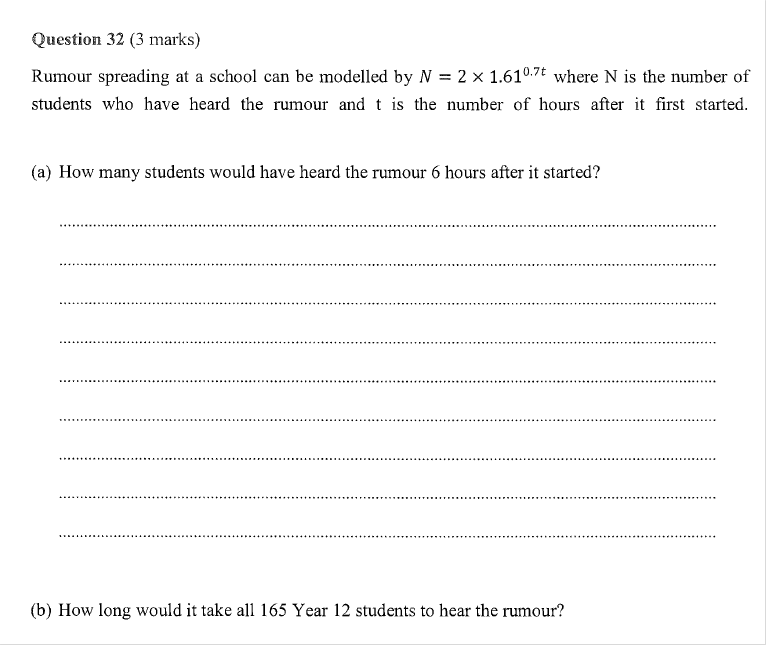 Question 32 (3 marks)
Rumour spreading at a school can be modelled by N = 2 × 1.61^0.7t where N is the number of
students who have heard the rumour and t is the number of hours after it first started.
(a) How many students would have heard the rumour 6 hours after it started?
(b) How long would it take all 165 Year 12 students to hear the rumour?